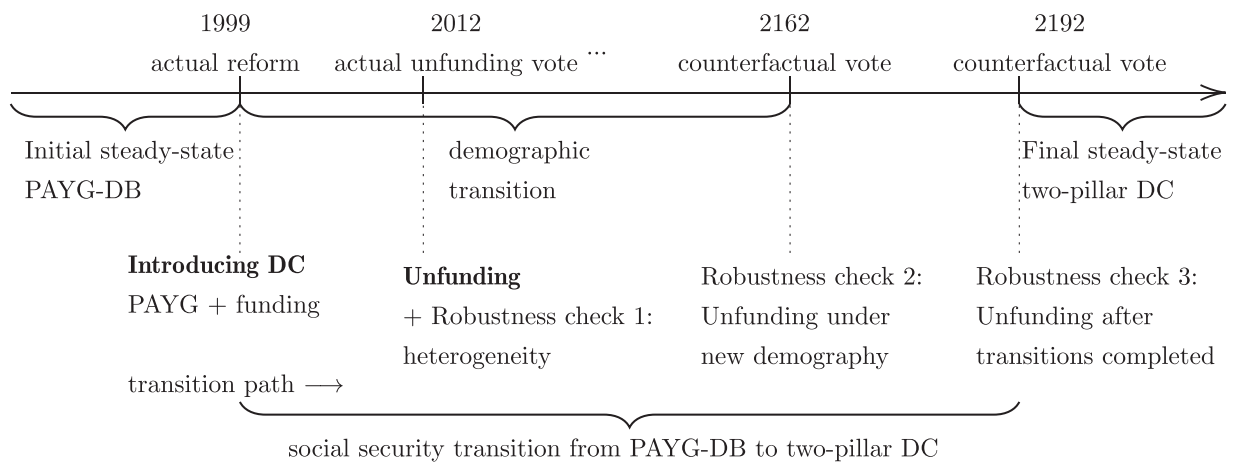 1999 2012 2162 2192
actual reform actual unfunding vote ... counterfactual vote counterfactual vote
Initial steady-state demographic Final steady-state
PAYG-DB transition two-pillar DC
Introducing DC
PAYG + funding
Unfunding
+ Robustness check 1:
heterogeneity
Robustness check 2:
Unfunding under
new demography
Robustness check 3:
Unfunding after
transitions completed
transition path ⟶
social security transition from PAYG-DB to two-pillar DC